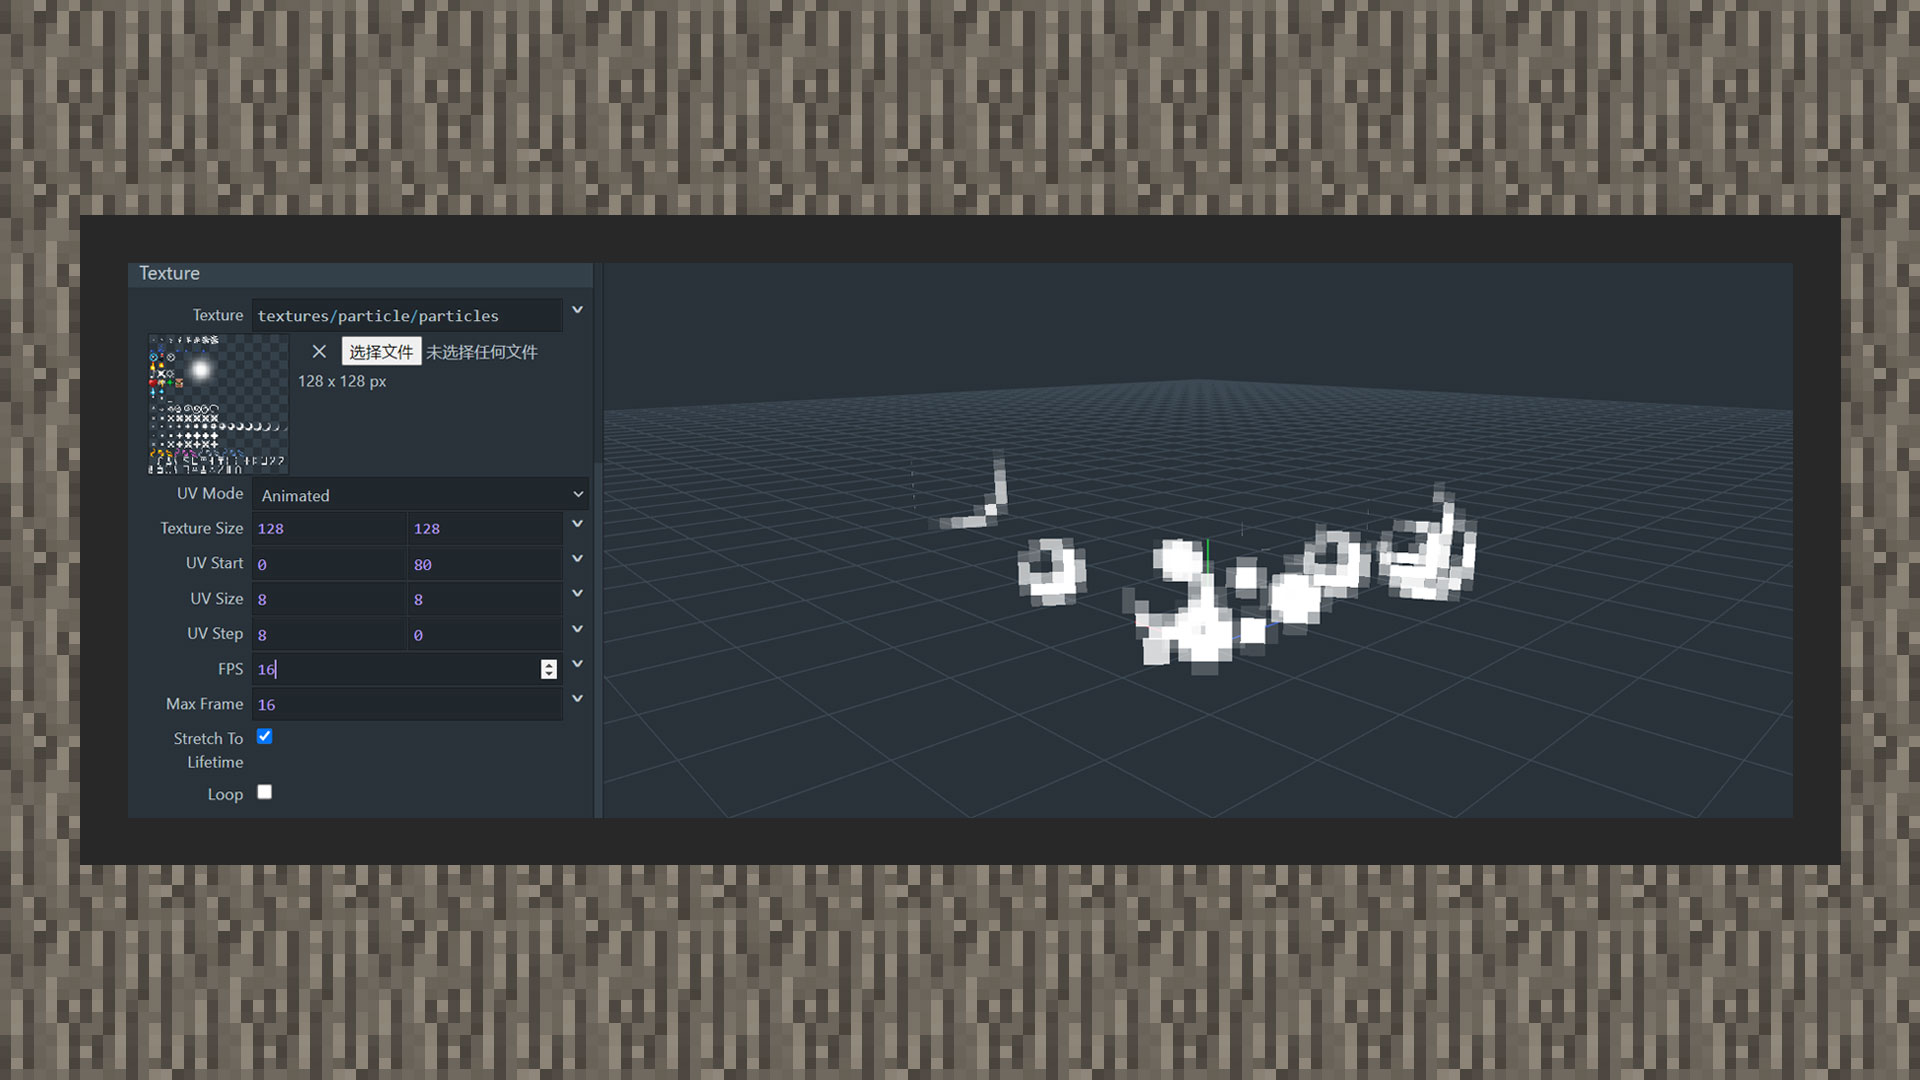 Texture
Texture textures/particle/particles
选择文件 未选择任何文件
128 x 128 px
UV Mode Animated
Texture Size 128 128
UV Start 0 80
UV Size 8 8
UV Step 8 0
FPS 16
Max Frame 16
Stretch To
Lifetime
Loop